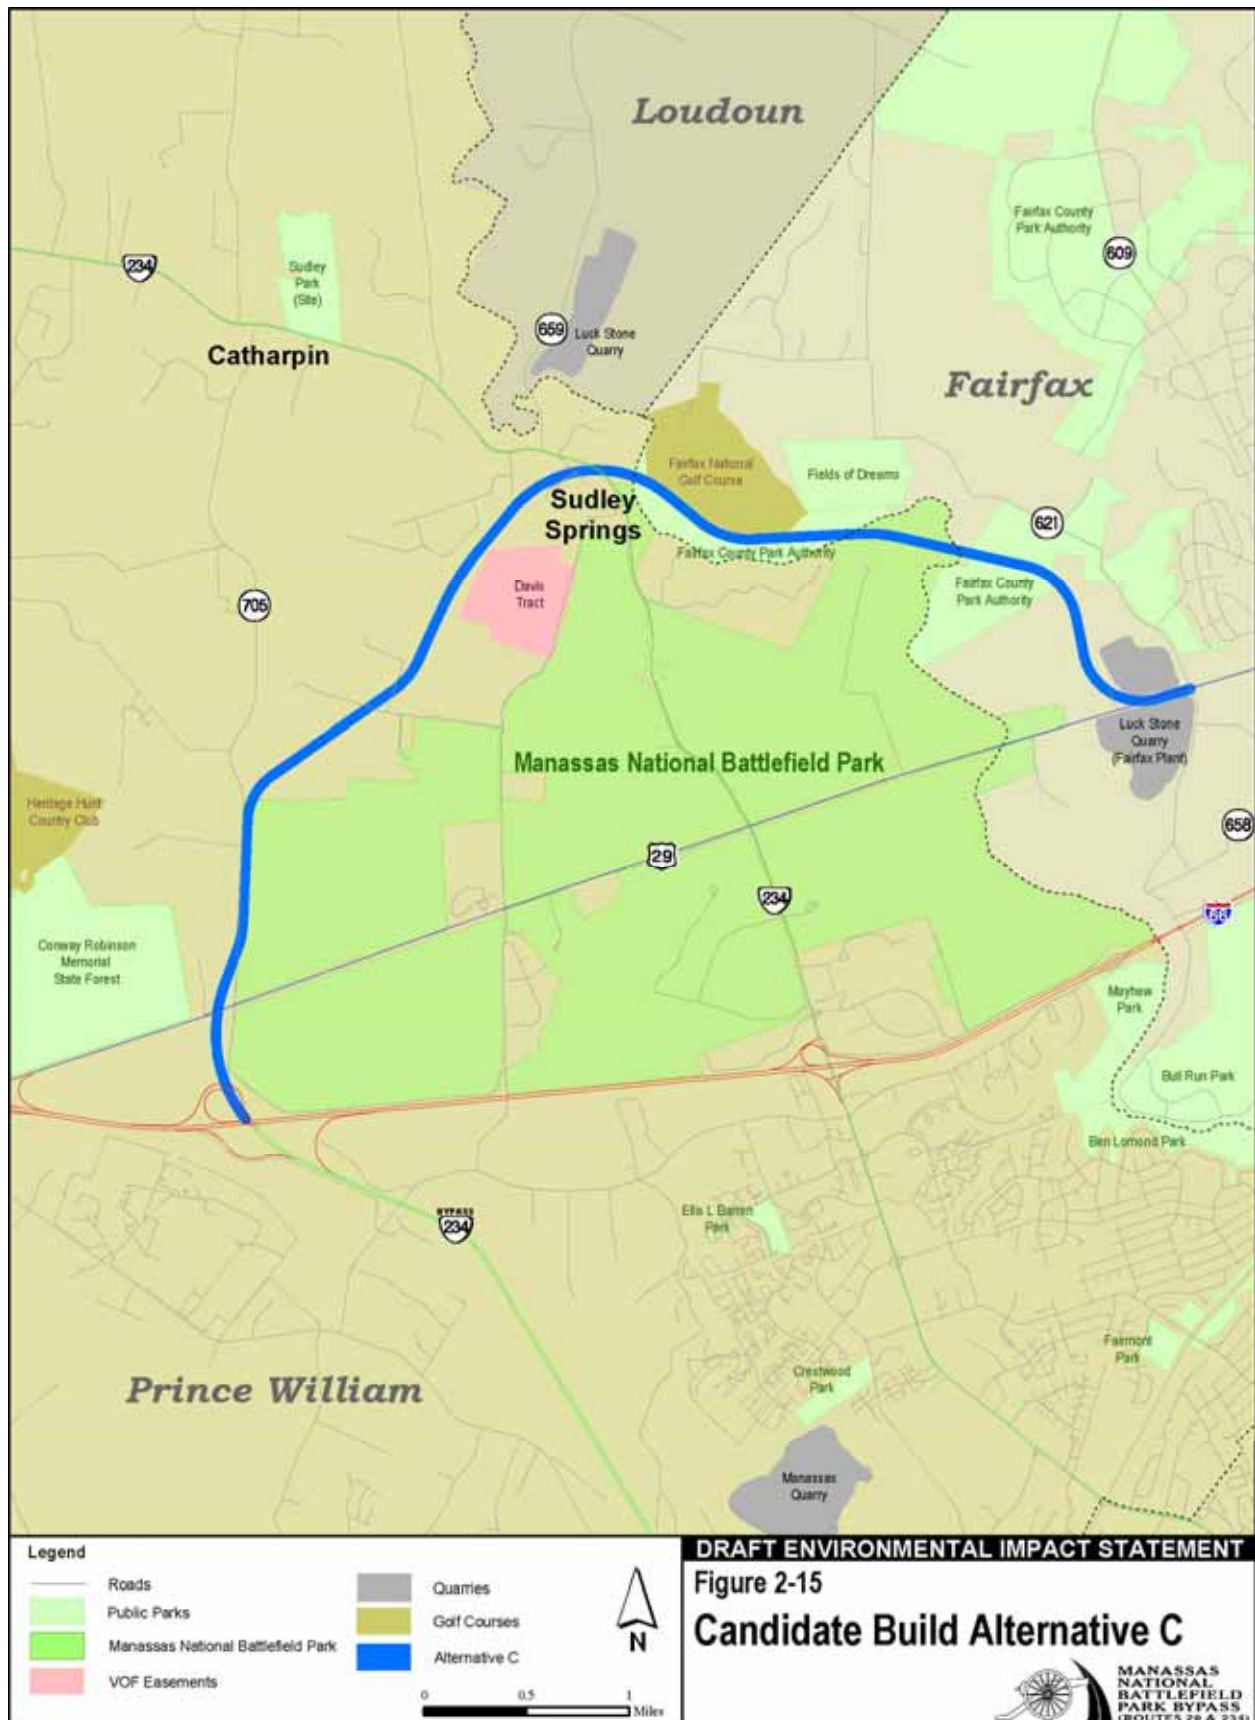 Loudoun
Fairfax County
Park Authority
609
234
Sudley
Park
(Site)
659
Luck Stone
Quarry
Catharpin
Fairfax
Fairfax National
Golf Course
Fields of Dreams
Sudley
Springs
621
Fairfax County Park Authority
Davis
Tract
Fairfax County
Park Authority
705
Luck Stone
Quarry
(Fairfax Plant)
Manassas National Battlefield Park
Heritage Hunt
Country Club
658
29
234
66
Conway Robinson
Memorial
State Forest
Mayhew
Park
Bull Run Park
Ben Lomond Park
Ellis L Barron
Park
BYPASS
234
Fairmont
Park
Crestwood
Park
Prince William
Manassas
Quarry
Legend
Roads
Public Parks
Manassas National Battlefield Park
VOF Easements
Quarries
Golf Courses
Alternative C
N
0 0.5 1
Miles
DRAFT ENVIRONMENTAL IMPACT STATEMENT
Figure 2-15
Candidate Build Alternative C
MANASSAS
NATIONAL
BATTLEFIELD
PARK BYPASS
(ROUTES 29 & 234)